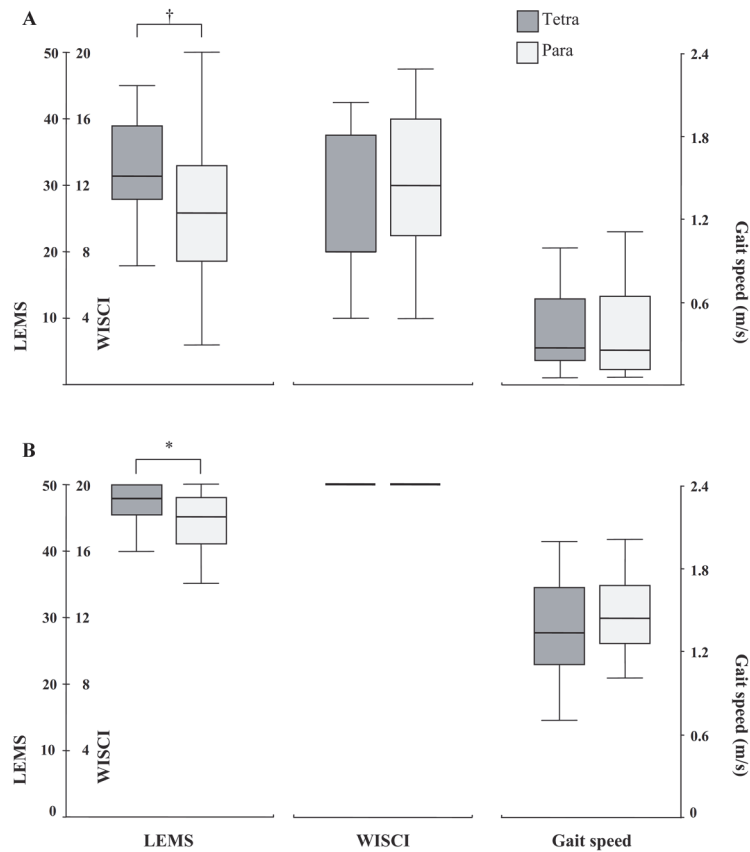 A
†
Tetra
Para
50 20
40 16
30 12
20 8
10 4
LEMS
WISCI
2.4
1.8
1.2
0.6
Gait speed (m/s)
B
*
50 20
40 16
30 12
20 8
10 4
0
LEMS
WISCI
2.4
1.8
1.2
0.6
0
Gait speed (m/s)
LEMS WISCI Gait speed